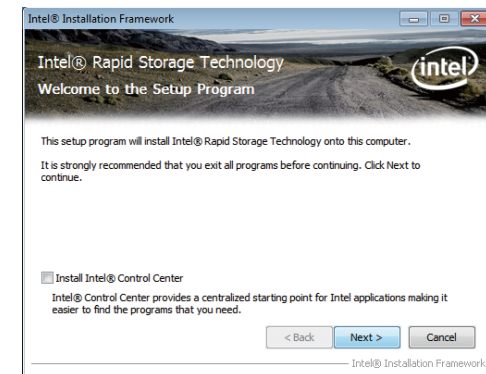 Intel® Installation Framework
Intel® Rapid Storage Technology
Welcome to the Setup Program
intel
This setup program will install Intel® Rapid Storage Technology onto this computer.
It is strongly recommended that you exit all programs before continuing. Click Next to
continue.
Install Intel® Control Center
Intel® Control Center provides a centralized starting point for Intel applications making it
easier to find the programs that you need.
< Back Next > Cancel
Intel® Installation Framework